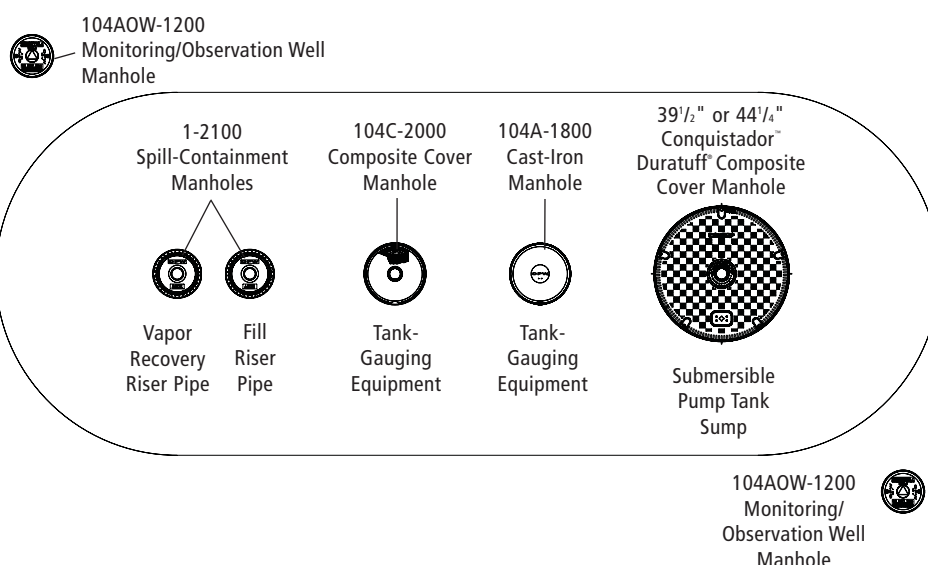 104AOW-1200
Monitoring/Observation Well
Manhole
1-2100
Spill-Containment
Manholes
104C-2000
Composite Cover
Manhole
104A-1800
Cast-Iron
Manhole
39¹/₂" or 44¹/₄"
Conquistador™
Duratuff® Composite
Cover Manhole
Vapor
Recovery
Riser Pipe
Fill
Riser
Pipe
Tank-
Gauging
Equipment
Tank-
Gauging
Equipment
Submersible
Pump Tank
Sump
104AOW-1200
Monitoring/
Observation Well
Manhole